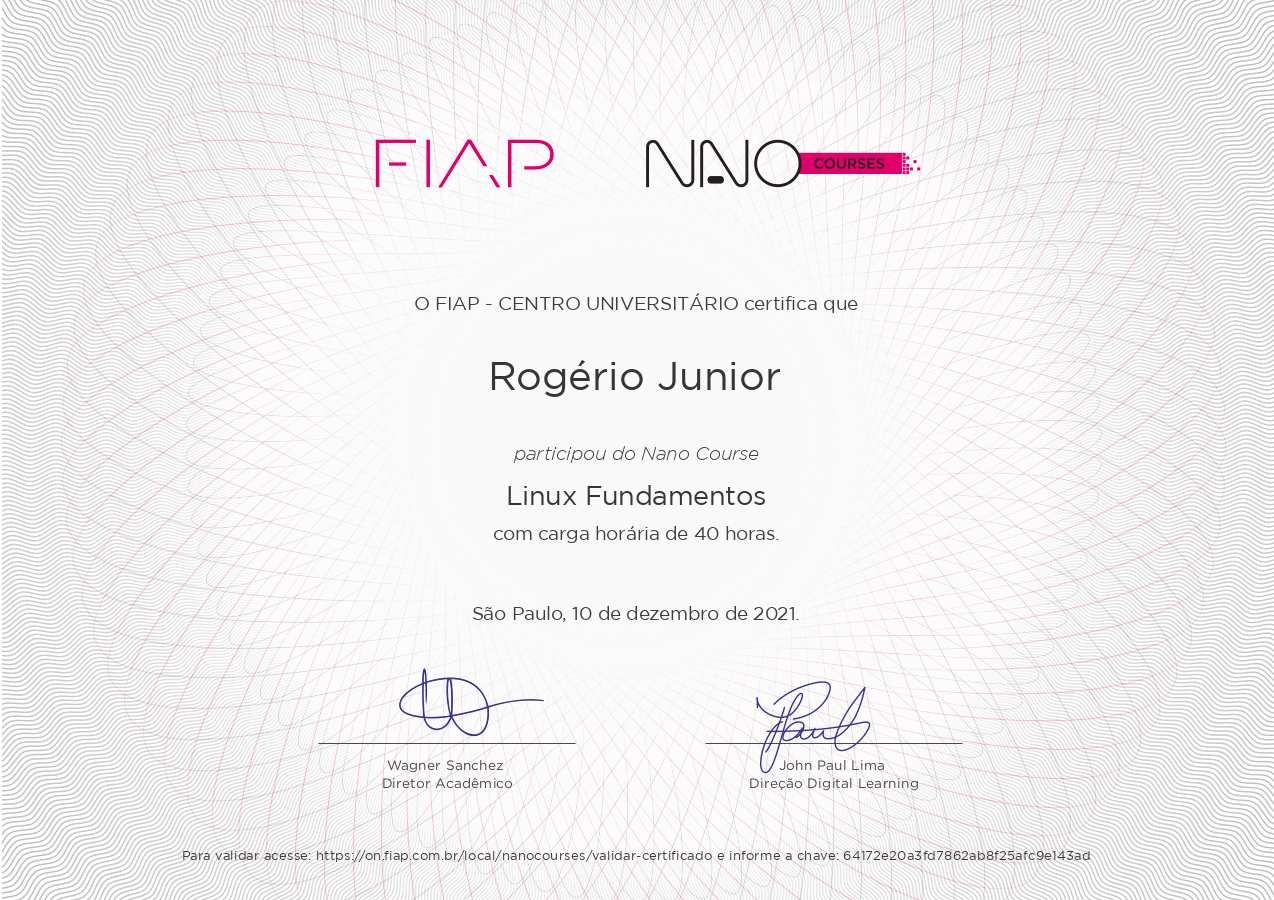 FIAP NANO COURSES
O FIAP - CENTRO UNIVERSITÁRIO certifica que
Rogério Junior
participou do Nano Course
Linux Fundamentos
com carga horária de 40 horas.
São Paulo, 10 de dezembro de 2021.
Wagner Sanchez
Diretor Acadêmico
John Paul Lima
Direção Digital Learning
Para validar acesse: https://on.fiap.com.br/local/nanocourses/validar-certificado e informe a chave: 64172e20a3fd7862ab8f25afc9e143ad